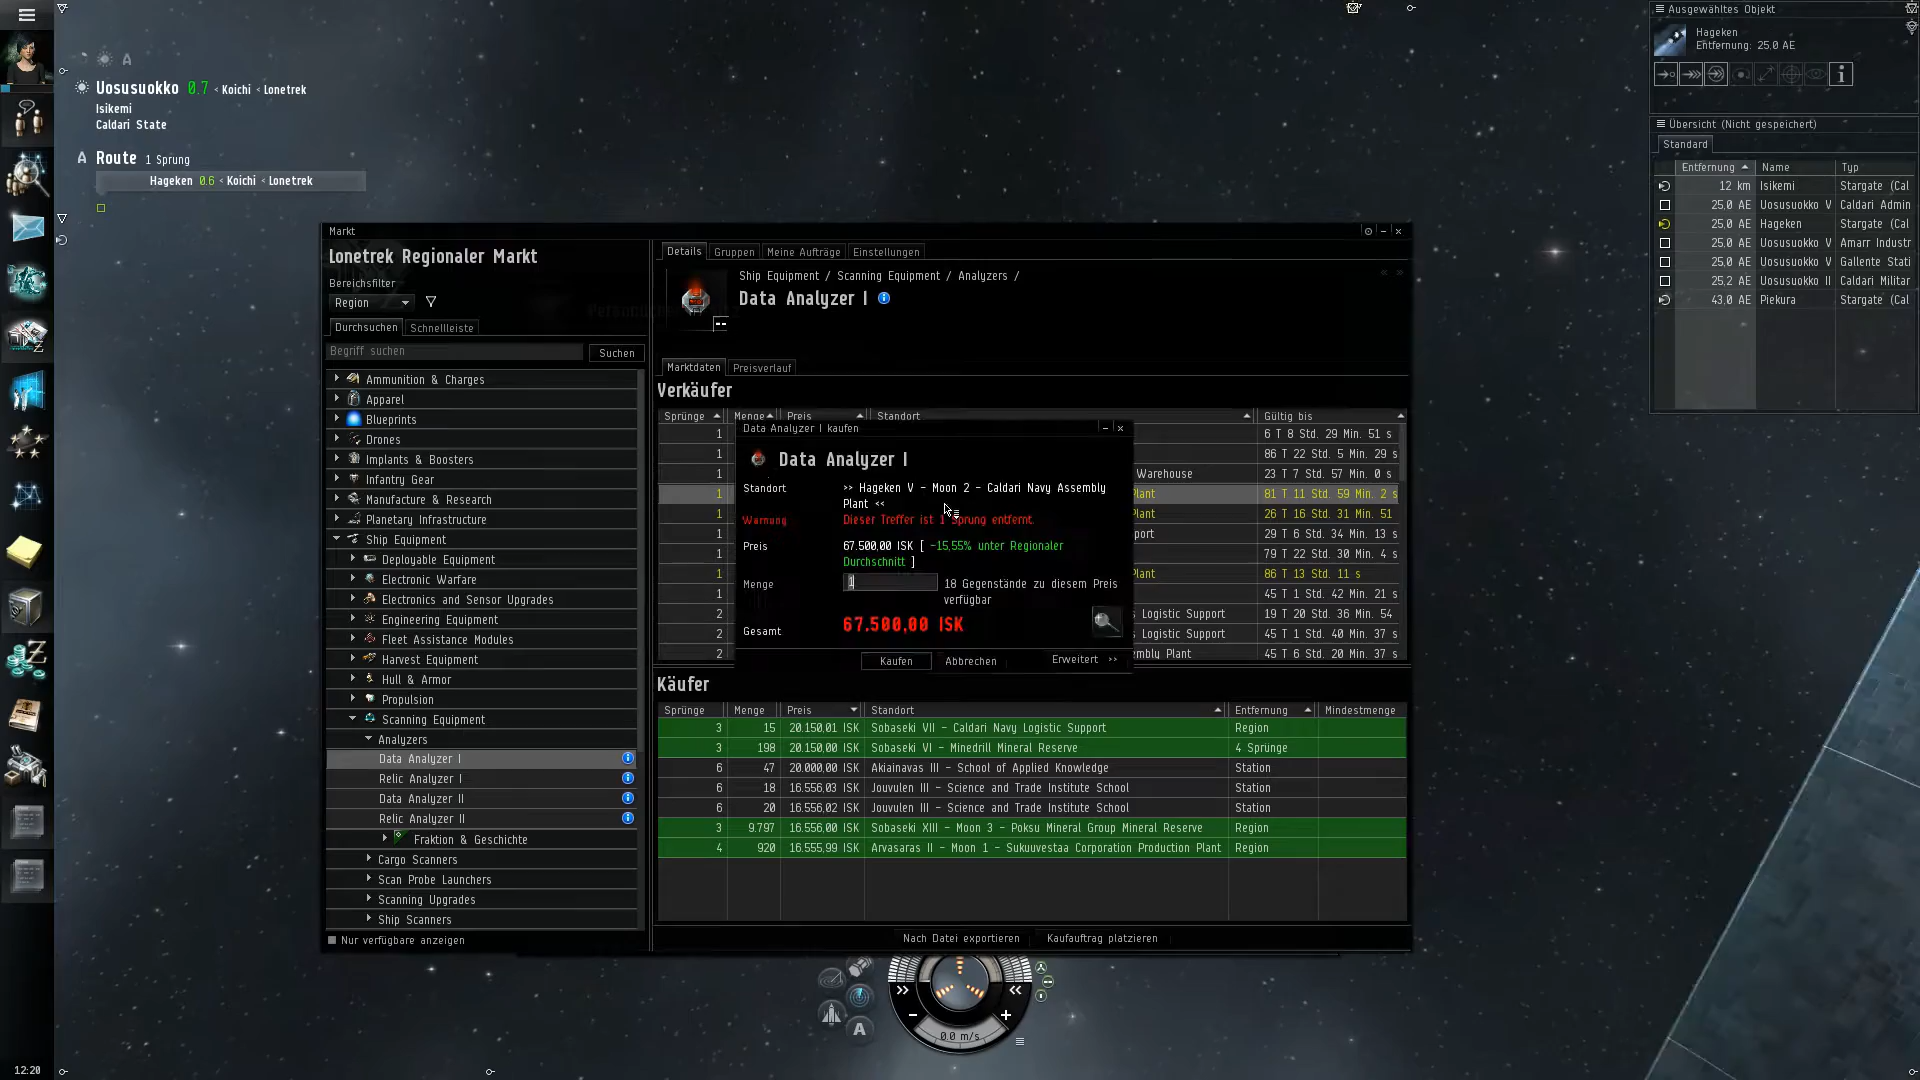 Uosusuokko 0.7 < Koichi < Lonetrek
Isikemi
Caldari State
Route 1 Sprung
Hageken 0.6 < Koichi < Lonetrek
12:20
Ausgewähltes Objekt
Hageken
Entfernung: 25.0 AE
Übersicht (Nicht gespeichert)
Standard
Entfernung Name Typ
12 km Isikemi Stargate (Cal
25.0 AE Uosusuokko V Caldari Admin
25.0 AE Hageken Stargate (Cal
25.0 AE Uosusuokko V Amarr Industr
25.0 AE Uosusuokko V Gallente Stati
25,2 AE Uosusuokko II Caldari Militar
43.0 AE Piekura Stargate (Cal
Markt
Lonetrek Regionaler Markt
Bereichsfilter
Region
Durchsuchen Schnellleiste
Begriff suchen Suchen
Ammunition & Charges
Apparel
Blueprints
Drones
Implants & Boosters
Infantry Gear
Manufacture & Research
Planetary Infrastructure
Ship Equipment
Deployable Equipment
Electronic Warfare
Electronics and Sensor Upgrades
Engineering Equipment
Fleet Assistance Modules
Harvest Equipment
Hull & Armor
Propulsion
Scanning Equipment
Analyzers
Data Analyzer I
Relic Analyzer I
Data Analyzer II
Relic Analyzer II
Fraktion & Geschichte
Cargo Scanners
Scan Probe Launchers
Scanning Upgrades
Ship Scanners
Nur verfügbare anzeigen
Details Gruppen Meine Aufträge Einstellungen
Ship Equipment / Scanning Equipment / Analyzers /
Data Analyzer I
Marktdaten Preisverlauf
Verkäufer
Sprünge Menge Preis Standort Gültig bis
1 6 T 8 Std. 29 Min. 51 s
1 86 T 22 Std. 5 Min. 29 s
1 Warehouse 23 T 7 Std. 57 Min. 0 s
1 Plant 81 T 11 Std. 59 Min. 2 s
1 Plant 26 T 16 Std. 31 Min. 51
1 port 29 T 6 Std. 34 Min. 13 s
1 79 T 22 Std. 30 Min. 4 s
1 Plant 86 T 13 Std. 11 s
1 45 T 1 Std. 42 Min. 21 s
2 s Logistic Support 19 T 20 Std. 36 Min. 54
2 s Logistic Support 45 T 1 Std. 40 Min. 37 s
2 mbly Plant 45 T 6 Std. 20 Min. 37 s
Data Analyzer I kaufen
Data Analyzer I
Standort >> Hageken V - Moon 2 - Caldari Navy Assembly
Plant <<
Warnung Dieser Treffer ist 1 Sprung entfernt.
Preis 67.500,00 ISK [ -15,55% unter Regionaler
Durchschnitt ]
Menge 1 18 Gegenstände zu diesem Preis
verfügbar
Gesamt 67.500,00 ISK
Kaufen Abbrechen Erweitert >>
Käufer
Sprünge Menge Preis Standort Entfernung Mindestmenge
3 15 20.150,01 ISK Sobaseki VII - Caldari Navy Logistic Support Region
3 198 20.150,00 ISK Sobaseki VI - Minedrill Mineral Reserve 4 Sprünge
6 47 20.000,00 ISK Akiainavas III - School of Applied Knowledge Station
6 18 16.556,03 ISK Jouvulen III - Science and Trade Institute School Station
6 20 16.556,02 ISK Jouvulen III - Science and Trade Institute School Station
3 9.797 16.556,00 ISK Sobaseki XIII - Moon 3 - Poksu Mineral Group Mineral Reserve Region
4 920 16.555,99 ISK Arvasaras II - Moon 1 - Sukuuvestaa Corporation Production Plant Region
Nach Datei exportieren Kaufauftrag platzieren
0.0 m/s